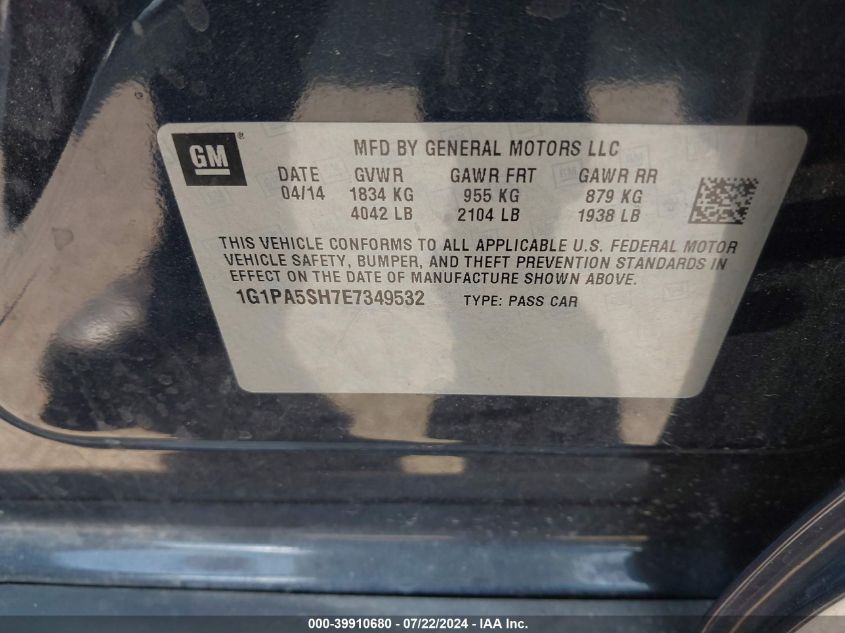 GM ® MFD BY GENERAL MOTORS LLC
DATE GVWR GAWR FRT GAWR RR
04/14 1834 KG 955 KG 879 KG
4042 LB 2104 LB 1938 LB
THIS VEHICLE CONFORMS TO ALL APPLICABLE U.S. FEDERAL MOTOR
VEHICLE SAFETY, BUMPER, AND THEFT PREVENTION STANDARDS IN
EFFECT ON THE DATE OF MANUFACTURE SHOWN ABOVE.
1G1PA5SH7E7349532 TYPE: PASS CAR
000-39910680 - 07/22/2024 - IAA Inc.